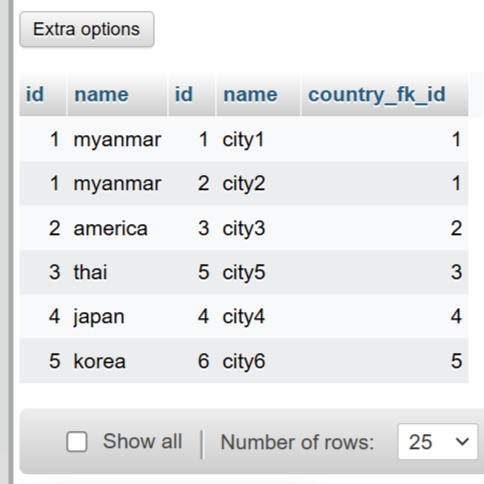 Extra options
id name id name country_fk_id
1 myanmar 1 city1 1
1 myanmar 2 city2 1
2 america 3 city3 2
3 thai 5 city5 3
4 japan 4 city4 4
5 korea 6 city6 5
Show all Number of rows: 25